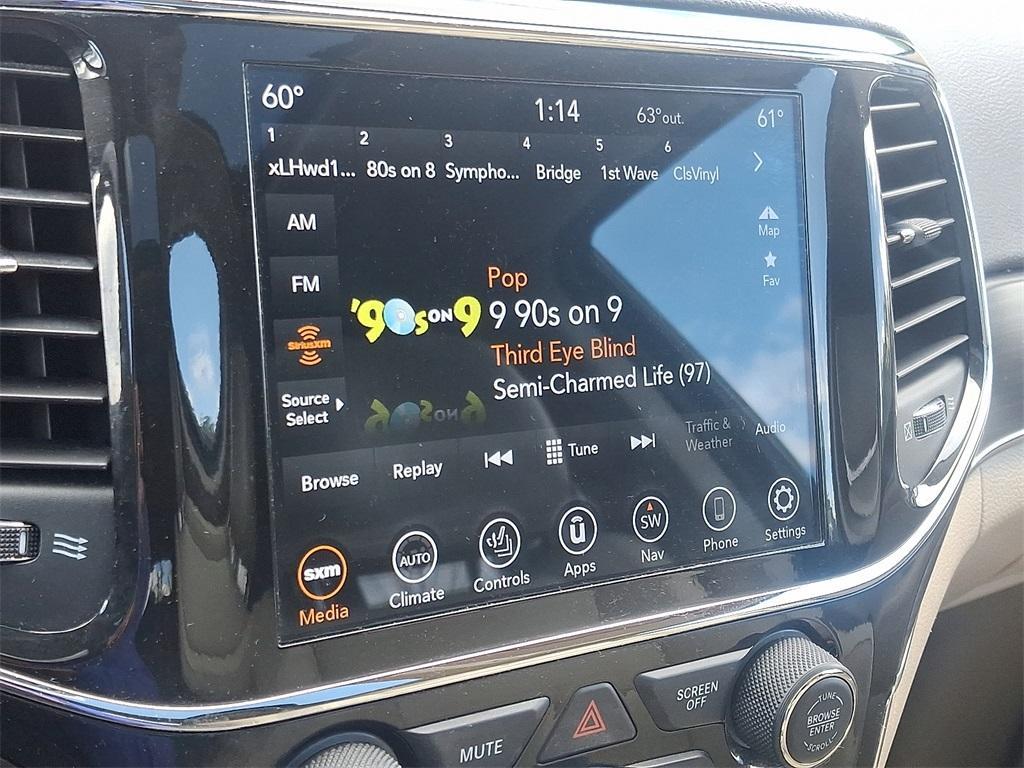 60° 1:14 63°out. 61°
1 2 3 4 5 6
xLHwd1... 80s on 8 Sympho... Bridge 1st Wave ClsVinyl
AM
Map
FM
Fav
Pop
'90s ON 9
9 90s on 9
SiriusXM
Third Eye Blind
Semi-Charmed Life (97)
Source
Select
Browse Replay Tune Traffic &
Weather Audio
sxm AUTO ū SW
Media Climate Controls Apps Nav Phone Settings
MUTE
SCREEN
OFF
TUNE
BROWSE
ENTER
SCROLL